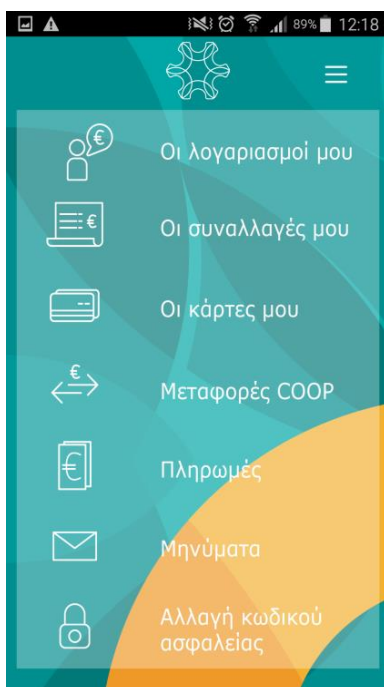 89% 12:18
Οι λογαριασμοί μου
Οι συναλλαγές μου
Οι κάρτες μου
Μεταφορές COOP
Πληρωμές
Μηνύματα
Αλλαγή κωδικού
ασφαλείας